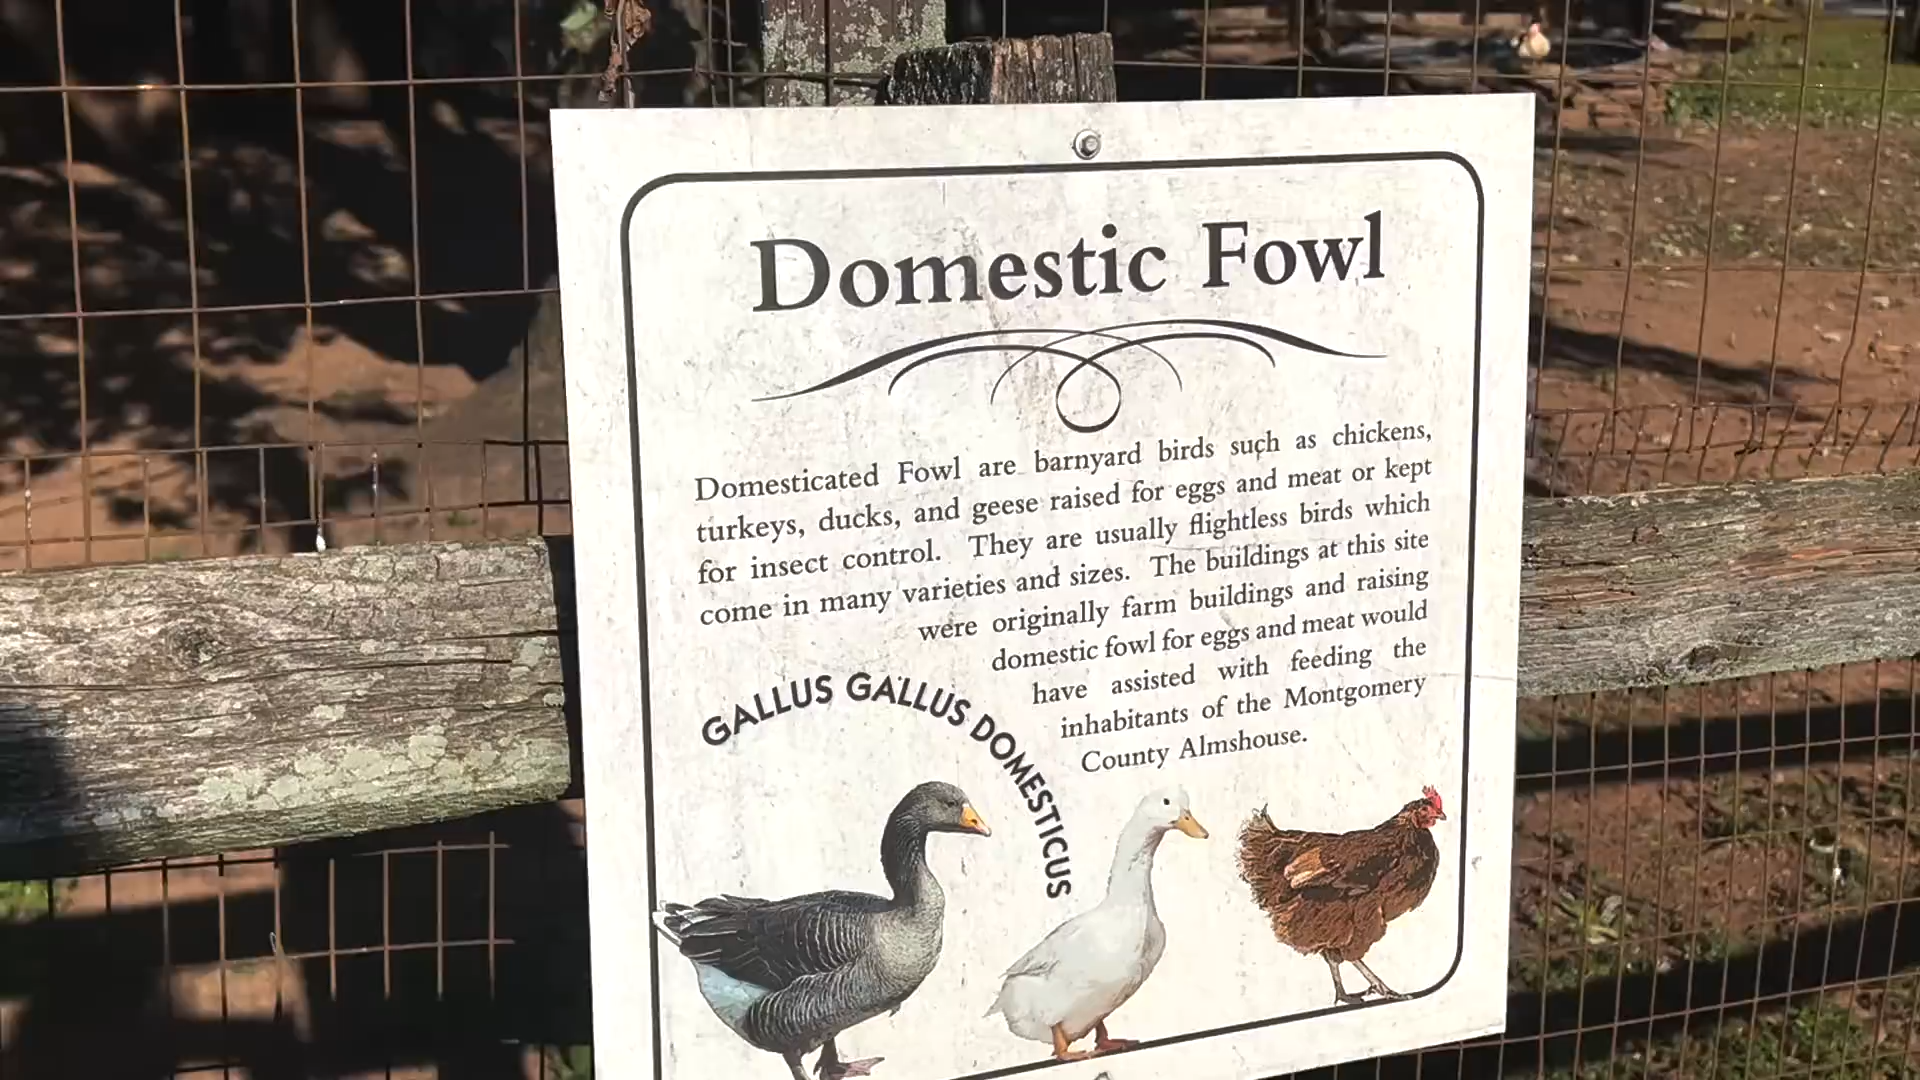 Domestic Fowl
Domesticated Fowl are barnyard birds such as chickens,
turkeys, ducks, and geese raised for eggs and meat or kept
for insect control. They are usually flightless birds which
come in many varieties and sizes. The buildings at this site
were originally farm buildings and raising
domestic fowl for eggs and meat would
have assisted with feeding the
inhabitants of the Montgomery
County Almshouse.
GALLUS GALLUS DOMESTICUS